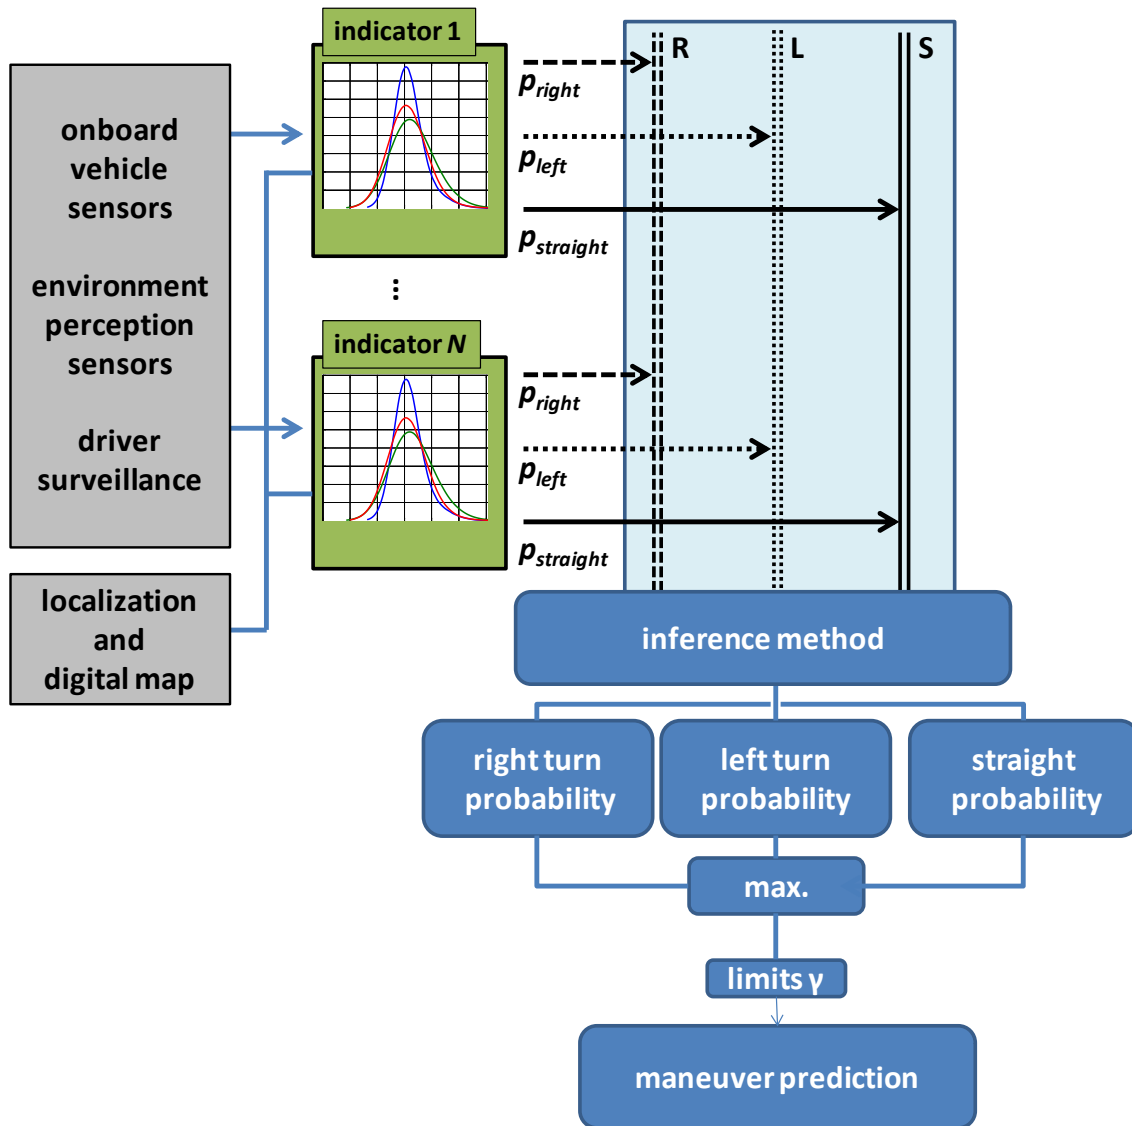 indicator 1
R
L
S
p_right
onboard
vehicle
sensors
p_left
p_straight
environment
perception
sensors
...
indicator N
p_right
driver
surveillance
p_left
p_straight
localization
and
digital map
inference method
right turn
probability
left turn
probability
straight
probability
max.
limits γ
maneuver prediction